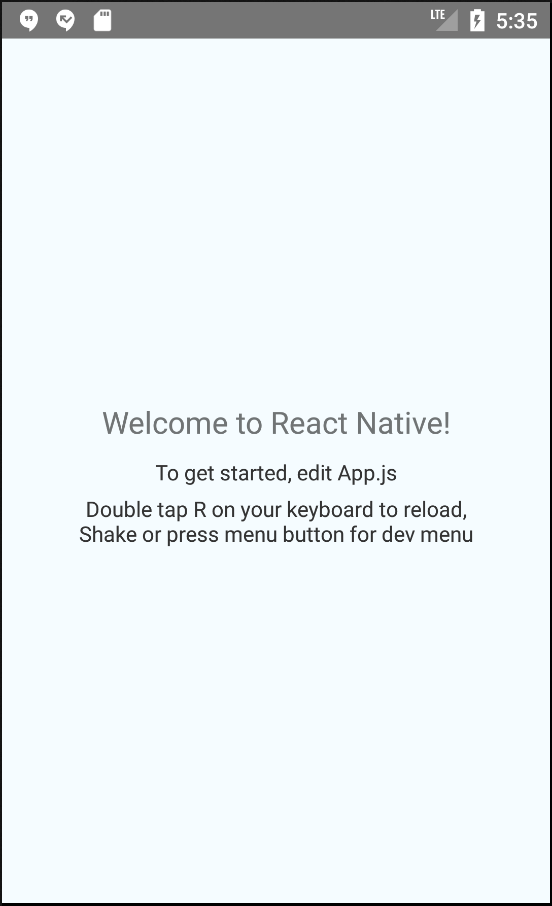 LTE 5:35
Welcome to React Native!
To get started, edit App.js
Double tap R on your keyboard to reload,
Shake or press menu button for dev menu